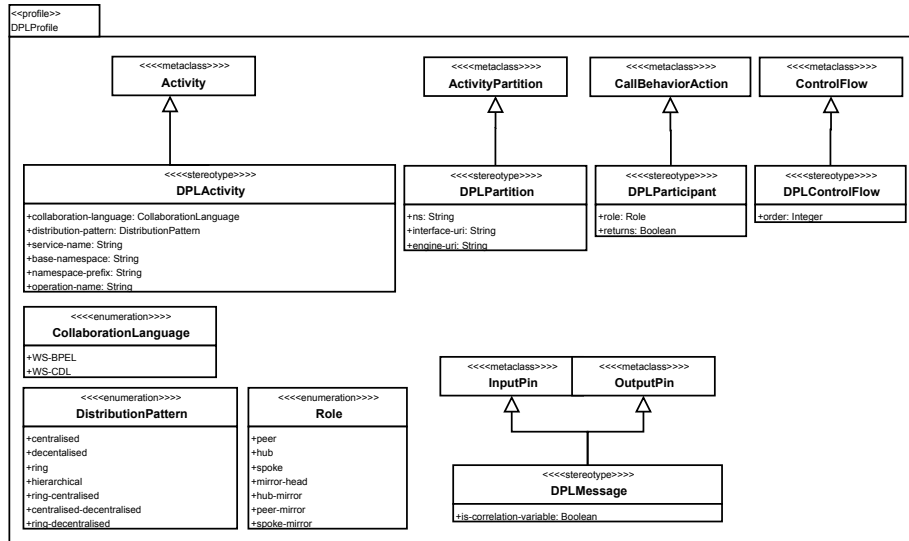 <<profile>>
DPLProfile
<<<<metaclass>>>>
Activity
<<<<metaclass>>>>
ActivityPartition
<<<<metaclass>>>>
CallBehaviorAction
<<<<metaclass>>>>
ControlFlow
<<<<stereotype>>>>
DPLActivity
+collaboration-language: CollaborationLanguage
+distribution-pattern: DistributionPattern
+service-name: String
+base-namespace: String
+namespace-prefix: String
+operation-name: String
<<<<stereotype>>>>
DPLPartition
+ns: String
+interface-uri: String
+engine-uri: String
<<<<stereotype>>>>
DPLParticipant
+role: Role
+returns: Boolean
<<<<stereotype>>>>
DPLControlFlow
+order: Integer
<<<<enumeration>>>>
CollaborationLanguage
+WS-BPEL
+WS-CDL
<<<<enumeration>>>>
DistributionPattern
+centralised
+decentalised
+ring
+hierarchical
+ring-centralised
+centralised-decentralised
+ring-decentralised
<<<<enumeration>>>>
Role
+peer
+hub
+spoke
+mirror-head
+hub-mirror
+peer-mirror
+spoke-mirror
<<<<metaclass>>>>
InputPin
<<<<metaclass>>>>
OutputPin
<<<<stereotype>>>>
DPLMessage
+is-correlation-variable: Boolean